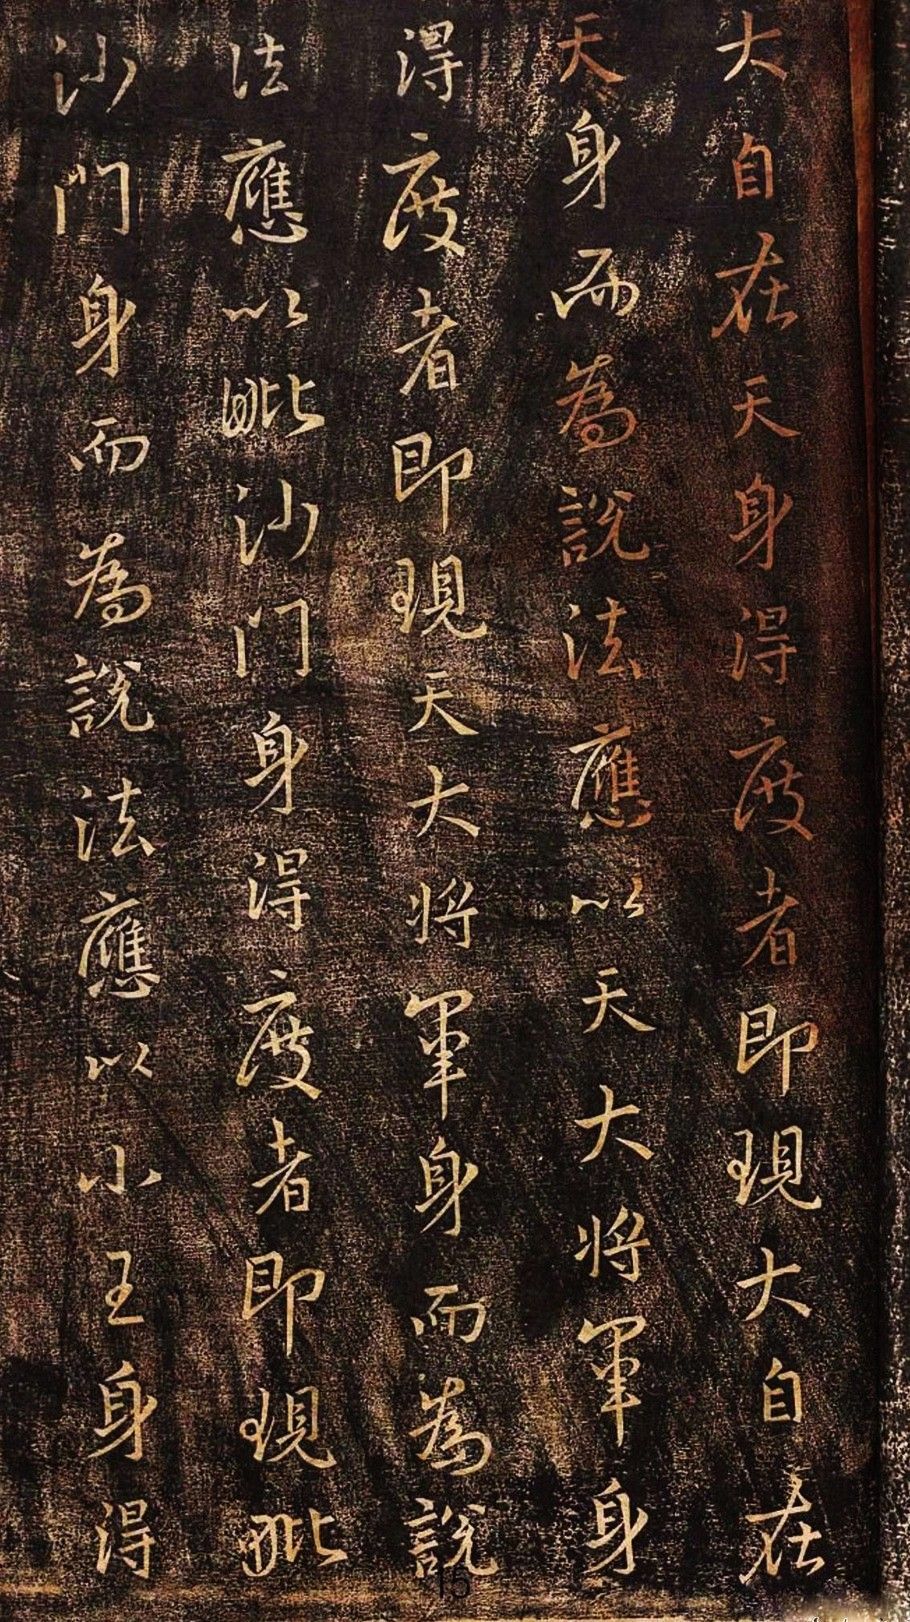 大自在天身得度者即現大自在
天身而為說法應以天大將軍身
得度者即現天大將軍身而為說
法應以毗沙門身得度者即現毗
沙門身而為說法應以小王身得
15